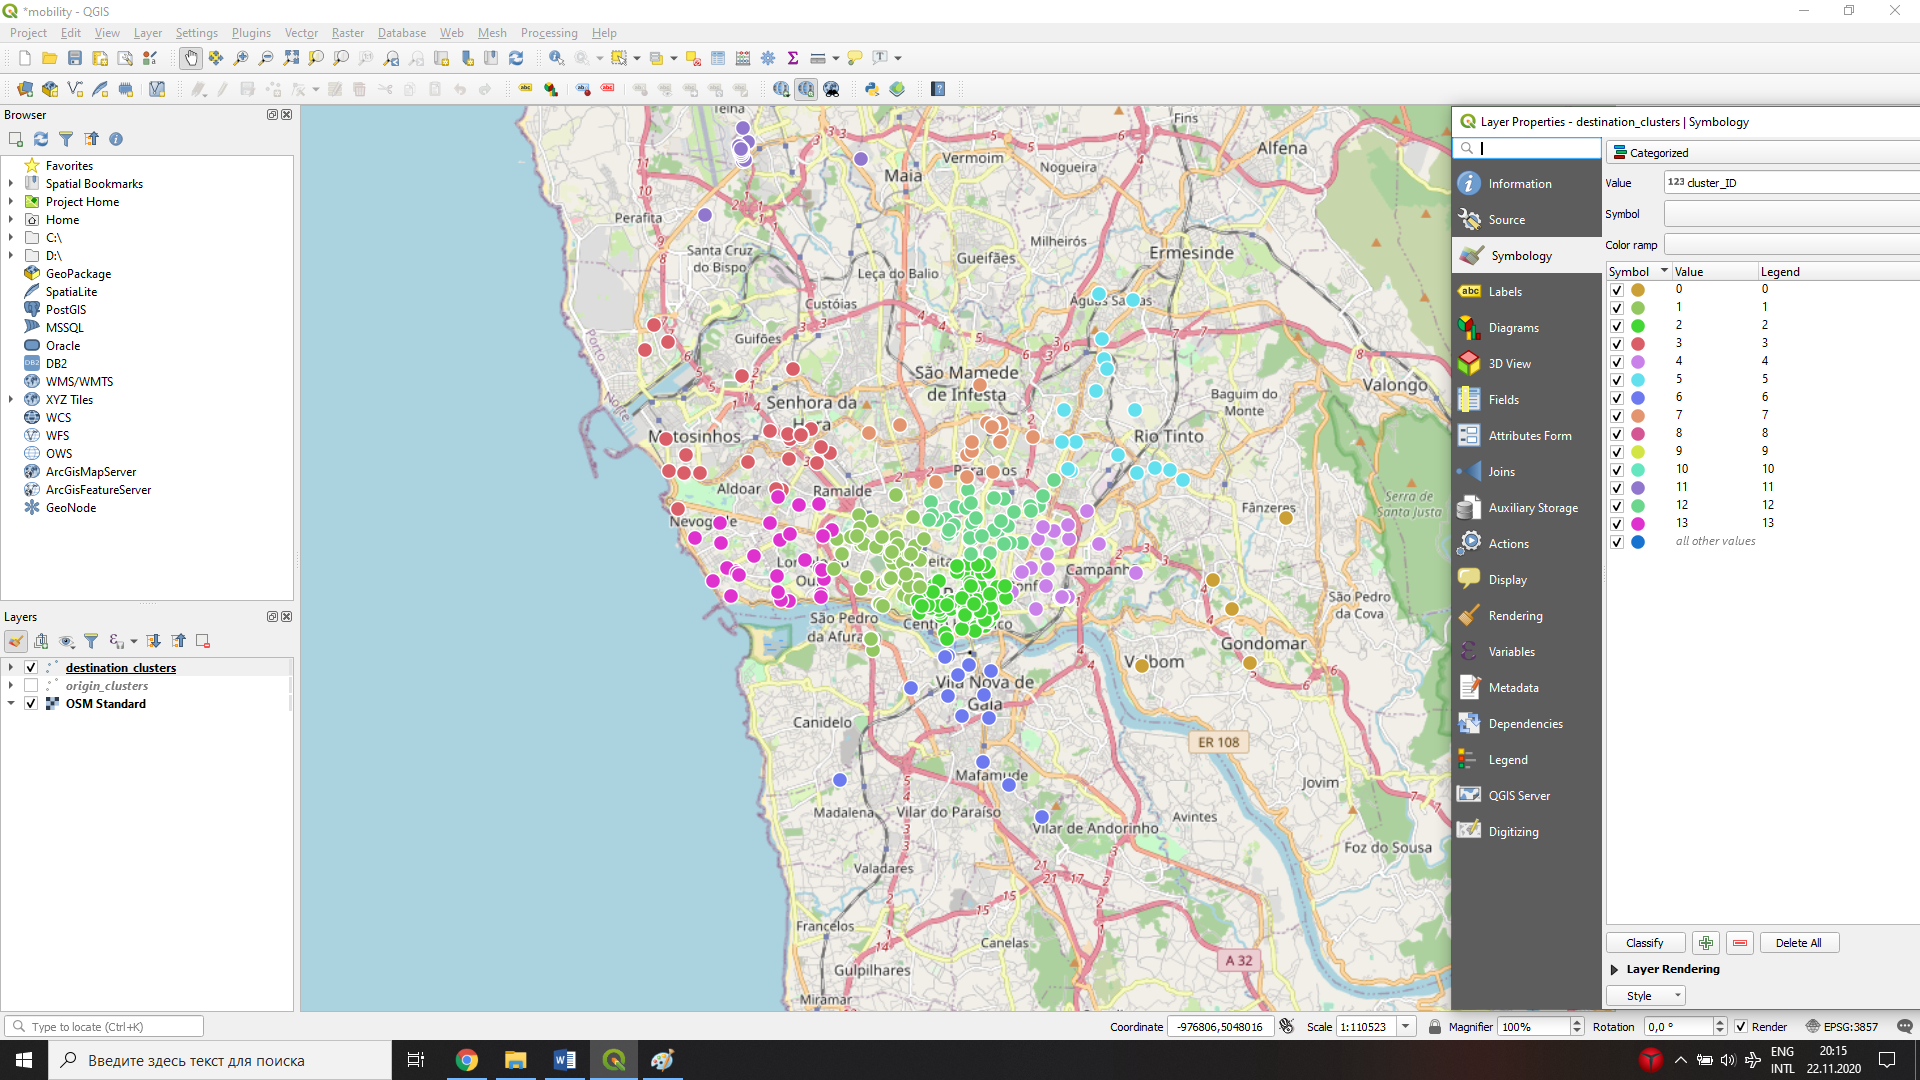 *mobility - QGIS
Project Edit View Layer Settings Plugins Vector Raster Database Web Mesh Processing Help
Browser
Favorites
Spatial Bookmarks
Project Home
Home
C:\
D:\
GeoPackage
SpatiaLite
PostGIS
MSSQL
Oracle
DB2
WMS/WMTS
XYZ Tiles
WCS
WFS
OWS
ArcGisMapServer
ArcGisFeatureServer
GeoNode
Layers
destination_clusters
origin_clusters
OSM Standard
Type to locate (Ctrl+K)
Fins
Alfena
Vermoim
Nogueira
Maia
Perafita
Santa Cruz
do Bispo
Milheirós
Ermesinde
Gueifães
Leça do Balio
Custóias
Guifões
Porto
Norte
São Mamede
de Infesta
Valongo
Baguim do
Monte
Senhora da
Hora
Matosinhos
Rio Tinto
Aldoar
Ramalde
Serra de
Santa Justa
Fânzeres
Campanhã
São Pedro
da Cova
São Pedro
da Afurada
Gondomar
Valbom
Vila Nova de
Gaia
Canidelo
ER 108
Mafamude
Jovim
Madalena
Vilar do Paraíso
Avintes
Vilar de Andorinho
Foz do Sousa
Valadares
Francelos
Canelas
A 32
Gulpilhares
Miramar
Layer Properties - destination_clusters | Symbology
Information
Source
Symbology
Labels
Diagrams
3D View
Fields
Attributes Form
Joins
Auxiliary Storage
Actions
Display
Rendering
Variables
Metadata
Dependencies
Legend
QGIS Server
Digitizing
Categorized
Value 123 cluster_ID
Symbol
Color ramp
Symbol Value Legend
0 0
1 1
2 2
3 3
4 4
5 5
6 6
7 7
8 8
9 9
10 10
11 11
12 12
13 13
all other values
Classify Delete All
Layer Rendering
Style
Coordinate -976806,5048016 Scale 1:110523 Magnifier 100% Rotation 0,0 ° Render EPSG:3857
Введите здесь текст для поиска
ENG
INTL
20:15
22.11.2020